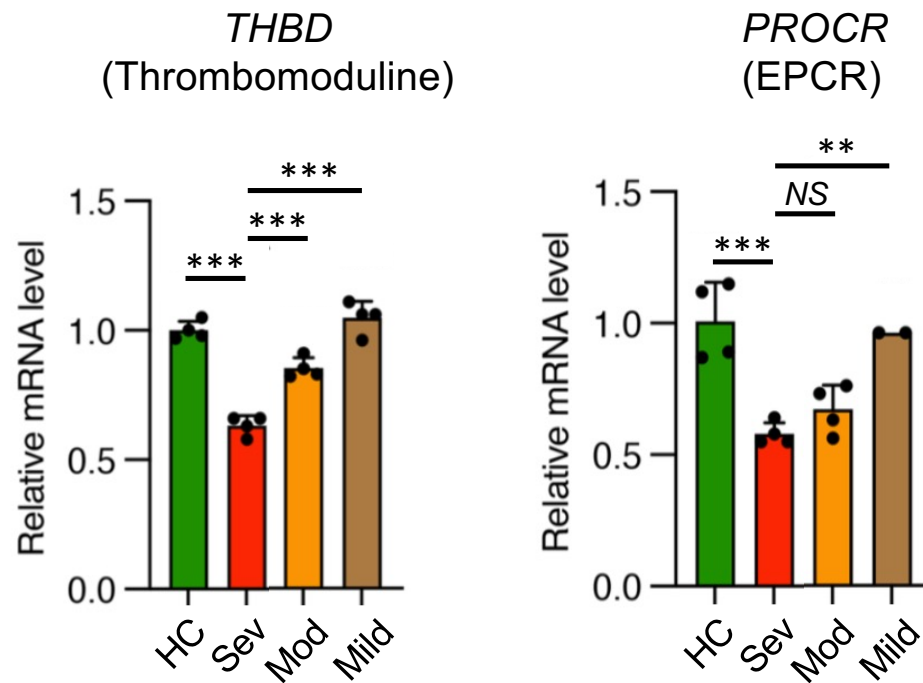 THBD
(Thrombomoduline)
***
***
***
1.5
1.0
0.5
0.0
Relative mRNA level
HC
Sev
Mod
Mild
PROCR
(EPCR)
**
NS
***
1.5
1.0
0.5
0.0
Relative mRNA level
HC
Sev
Mod
Mild